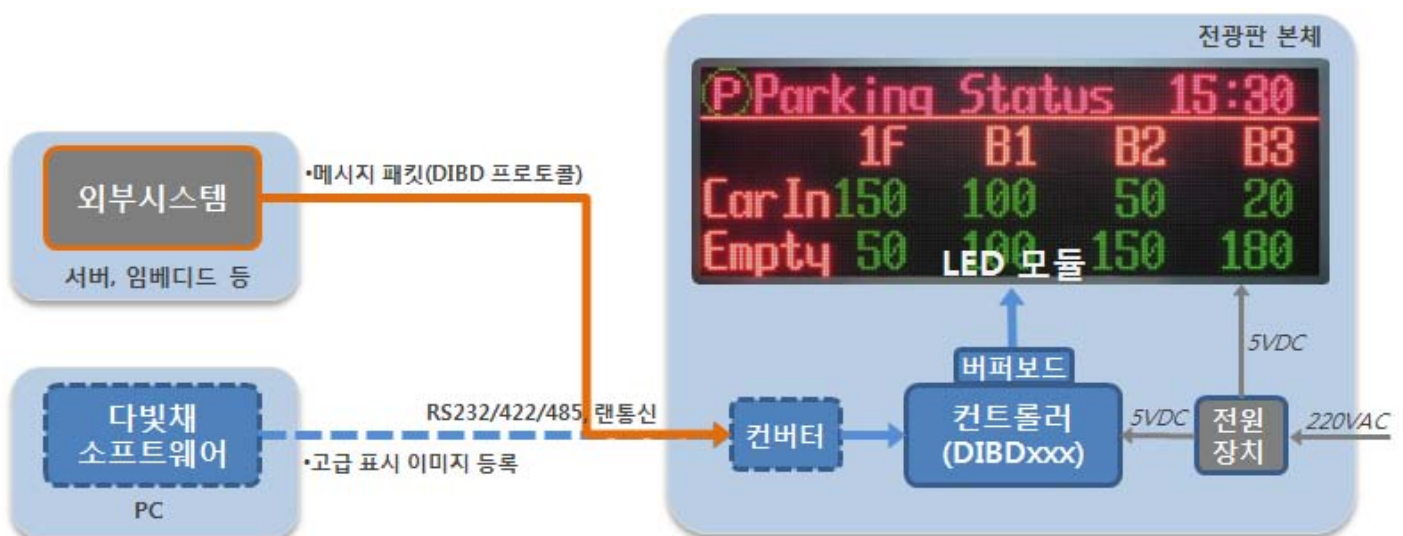 전광판 본체
ⓅParking Status 15:30
1F B1 B2 B3
CarIn150 100 50 20
Empty 50 100 150 180
LED 모듈
외부시스템
서버, 임베디드 등
•메시지 패킷(DIBD 프로토콜)
다빛채
소프트웨어
PC
RS232/422/485, 랜통신
•고급 표시 이미지 등록
컨버터
버퍼보드
컨트롤러
(DIBDxxx)
5VDC
5VDC
전원
장치
220VAC